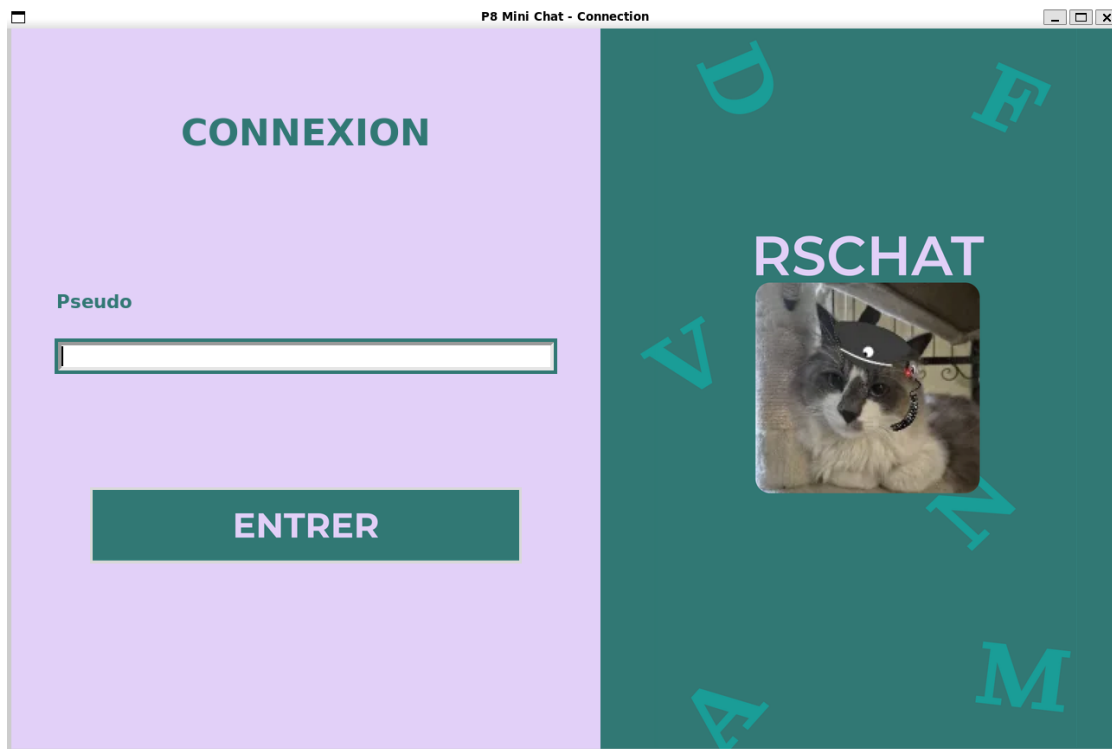 P8 Mini Chat - Connection
CONNEXION
Pseudo
ENTRER
D
F
RSCHAT
V
N
M
A